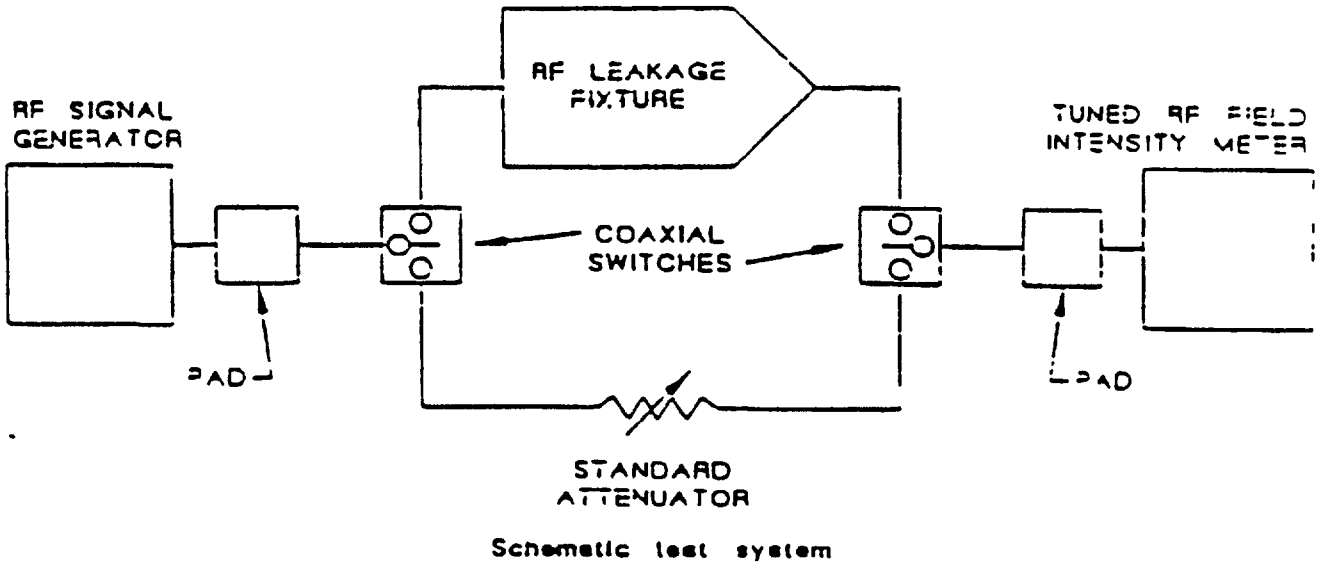 RF LEAKAGE
FIXTURE
RF SIGNAL
GENERATOR
TUNED RF FIELD
INTENSITY METER
COAXIAL
SWITCHES
PAD
PAD
STANDARD
ATTENUATOR
Schematic test system